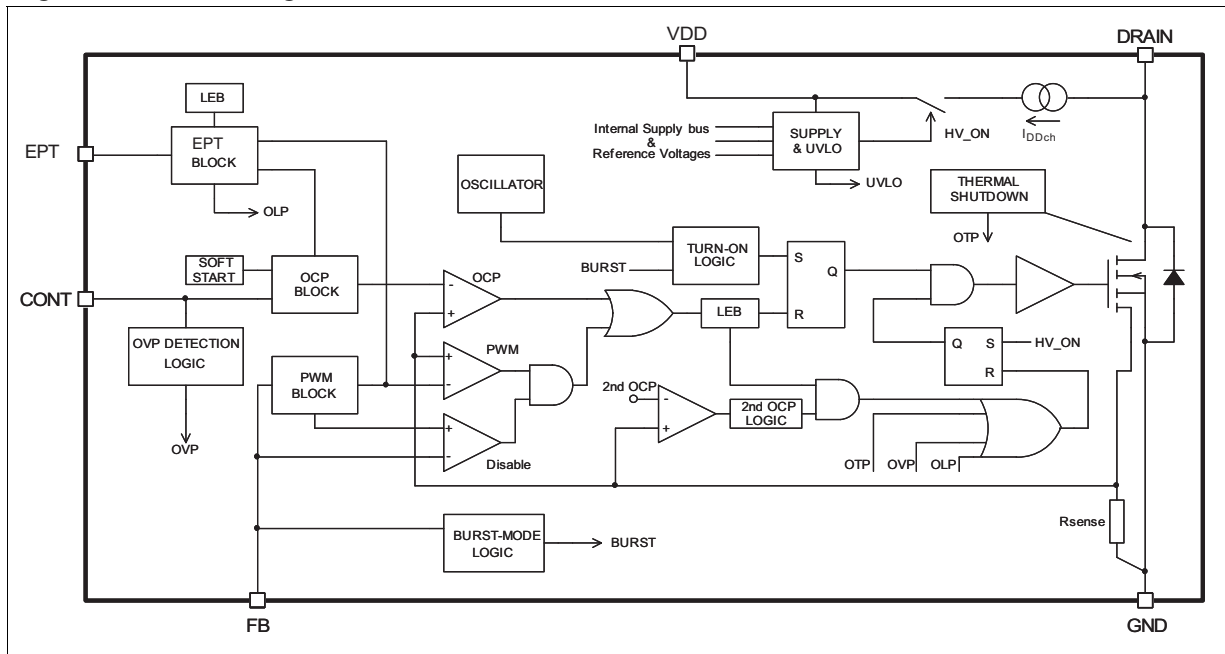 VDD
DRAIN
LEB
EPT
EPT
BLOCK
OLP
Internal Supply bus
&
Reference Voltages
SUPPLY
& UVLO
HV_ON
IDDch
UVLO
OSCILLATOR
THERMAL
SHUTDOWN
OTP
SOFT
START
OCP
BLOCK
CONT
OVP DETECTION
LOGIC
OVP
-
OCP
+
BURST
TURN-ON
LOGIC
S
Q
R
LEB
PWM
BLOCK
+
PWM
-
+
-
Disable
2nd OCP
-
+
2nd OCP
LOGIC
Q
S
R
HV_ON
OTP
OVP
OLP
Rsense
BURST-MODE
LOGIC
BURST
FB
GND